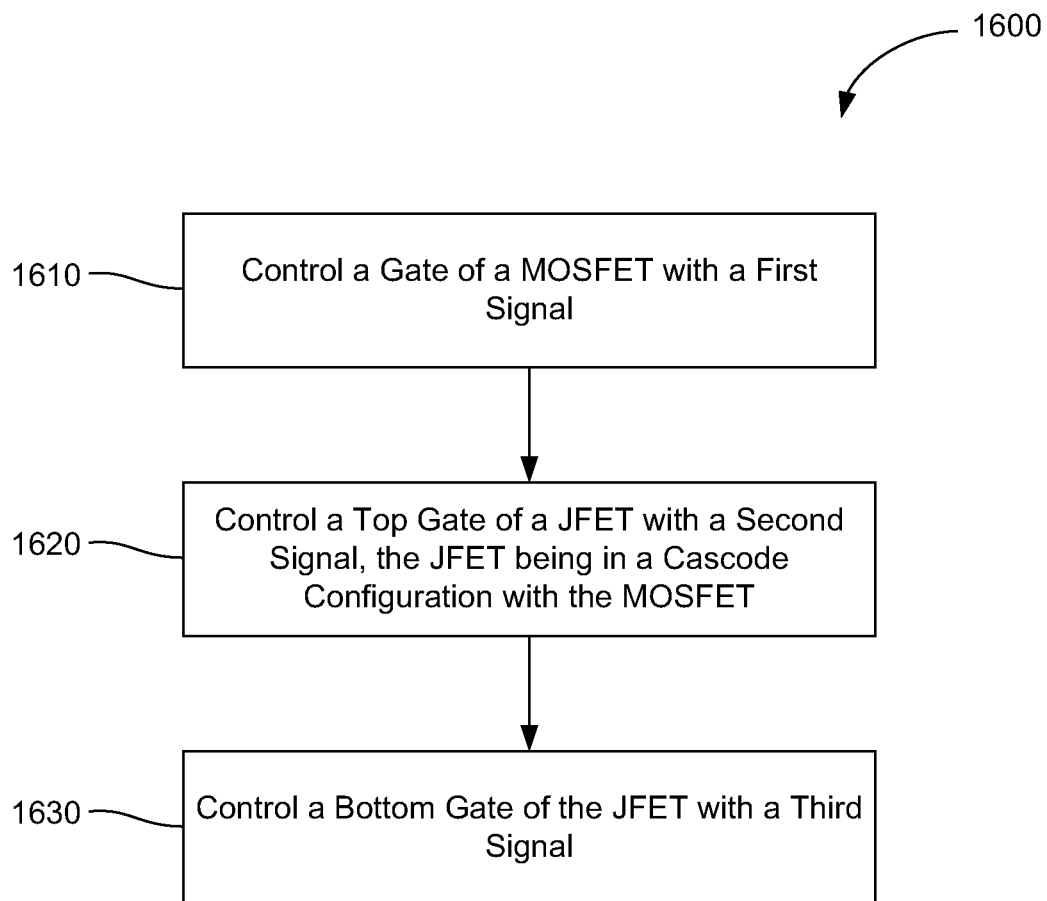 1600
1610
Control a Gate of a MOSFET with a First
Signal
1620
Control a Top Gate of a JFET with a Second
Signal, the JFET being in a Cascode
Configuration with the MOSFET
1630
Control a Bottom Gate of the JFET with a Third
Signal